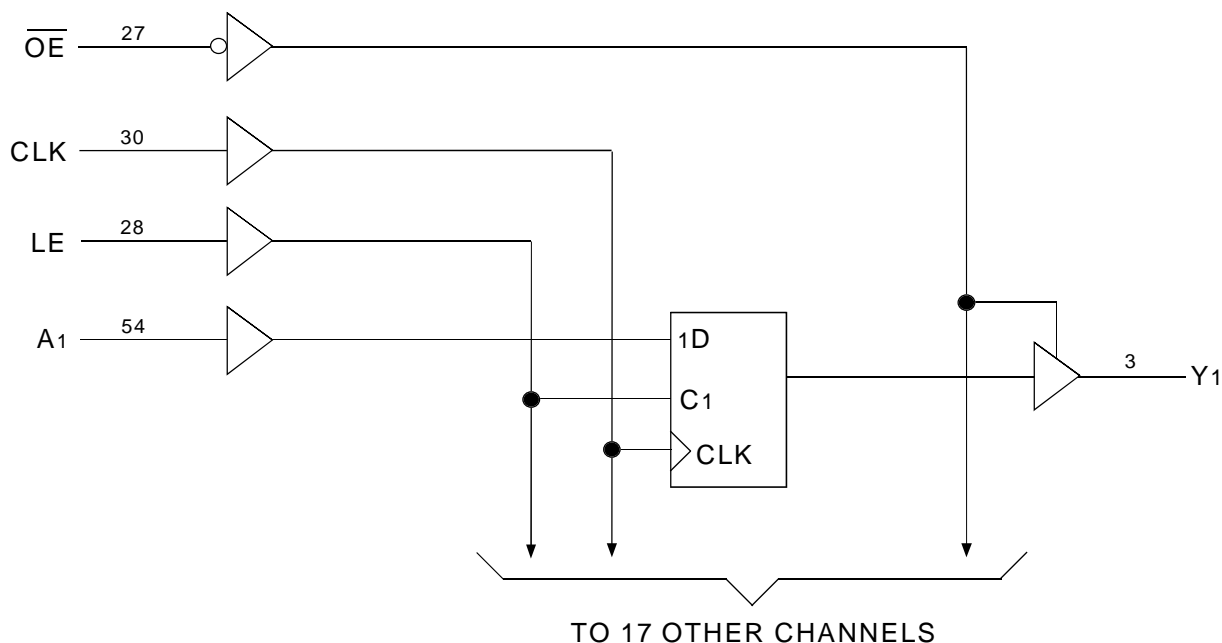 OE 27
CLK 30
LE 28
A1 54
1D
C1
CLK
3 Y1
TO 17 OTHER CHANNELS